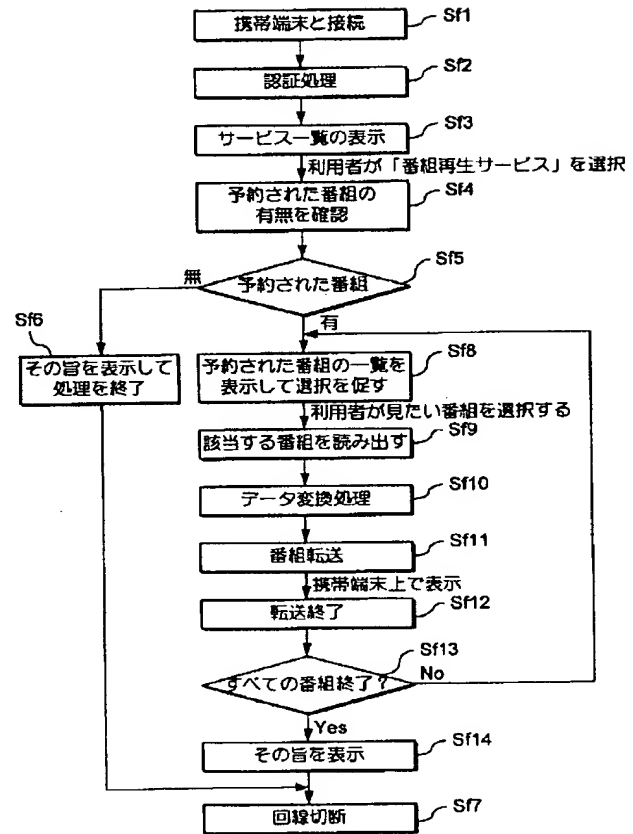 携帯端末と接続
Sf1
認証処理
Sf2
サービス一覧の表示
Sf3
利用者が「番組再生サービス」を選択
予約された番組の
有無を確認
Sf4
予約された番組
Sf5
無
有
Sf6
その旨を表示して
処理を終了
予約された番組の一覧を
表示して選択を促す
Sf8
利用者が見たい番組を選択する
該当する番組を読み出す
Sf9
データ変換処理
Sf10
番組転送
Sf11
携帯端末上で表示
転送終了
Sf12
すべての番組終了？
Sf13
No
Yes
その旨を表示
Sf14
回線切断
Sf7